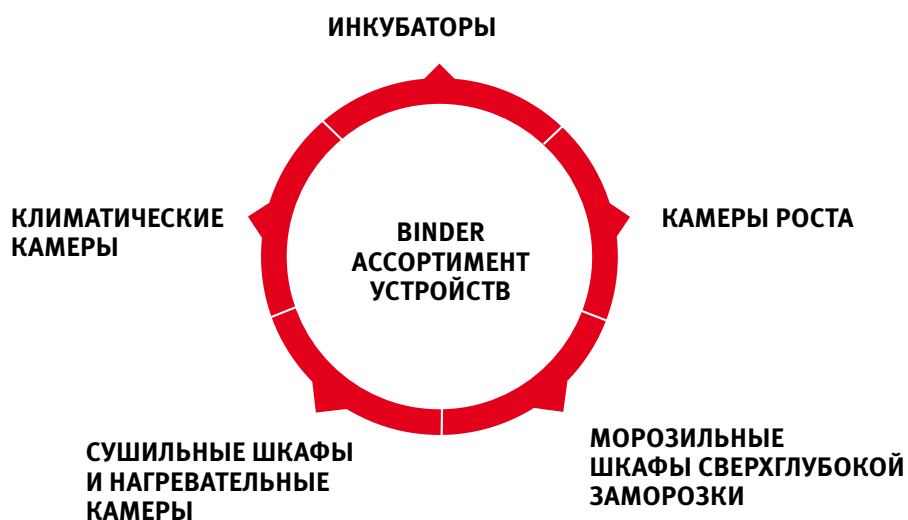 ИНКУБАТОРЫ
КЛИМАТИЧЕСКИЕ
КАМЕРЫ
BINDER
АССОРТИМЕНТ
УСТРОЙСТВ
КАМЕРЫ РОСТА
СУШИЛЬНЫЕ ШКАФЫ
И НАГРЕВАТЕЛЬНЫЕ
КАМЕРЫ
МОРОЗИЛЬНЫЕ
ШКАФЫ СВЕРХГЛУБОКОЙ
ЗАМОРОЗКИ